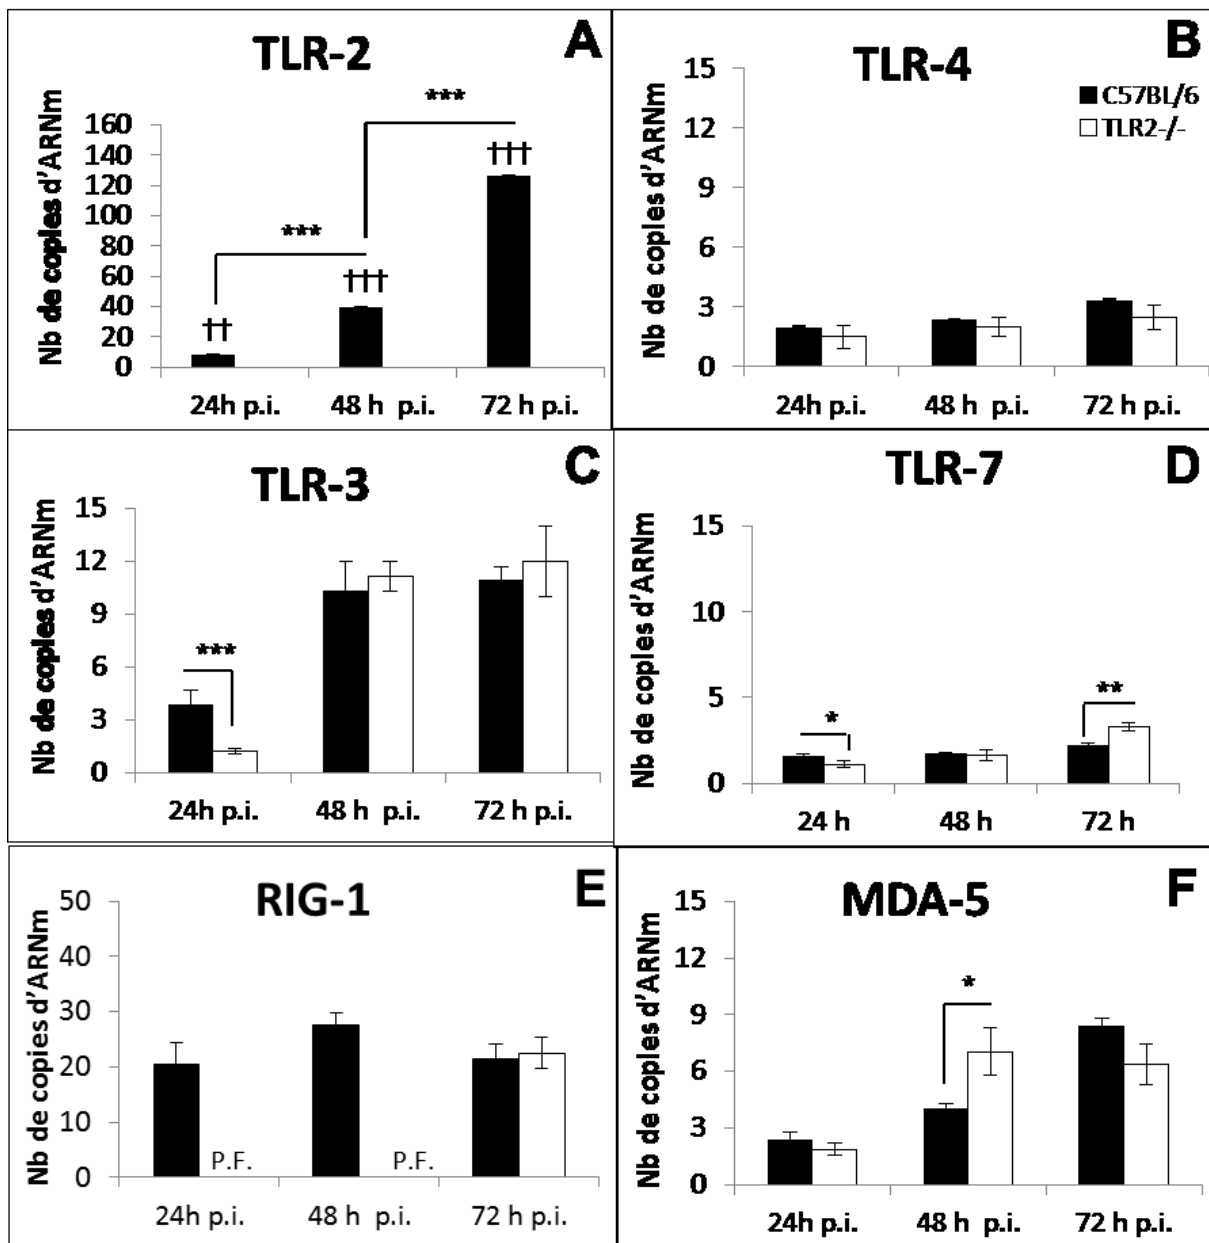 A
TLR-2
Nb de copies d'ARNm
160
140
120
100
80
60
40
20
0
***
***
††
†††
†††
24h p.i. 48 h p.i. 72 h p.i.
B
TLR-4
C57BL/6
TLR2-/-
Nb de copies d'ARNm
15
12
9
6
3
0
24h p.i. 48 h p.i. 72 h p.i.
C
TLR-3
Nb de copies d'ARNm
15
12
9
6
3
0
***
24h p.i. 48 h p.i. 72 h p.i.
D
TLR-7
Nb de copies d'ARNm
15
10
5
0
*
**
24 h 48 h 72 h
E
RIG-1
Nb de copies d'ARNm
50
40
30
20
10
0
P.F. P.F.
24h p.i. 48 h p.i. 72 h p.i.
F
MDA-5
Nb de copies d'ARNm
15
12
9
6
3
0
*
24h p.i. 48 h p.i. 72 h p.i.